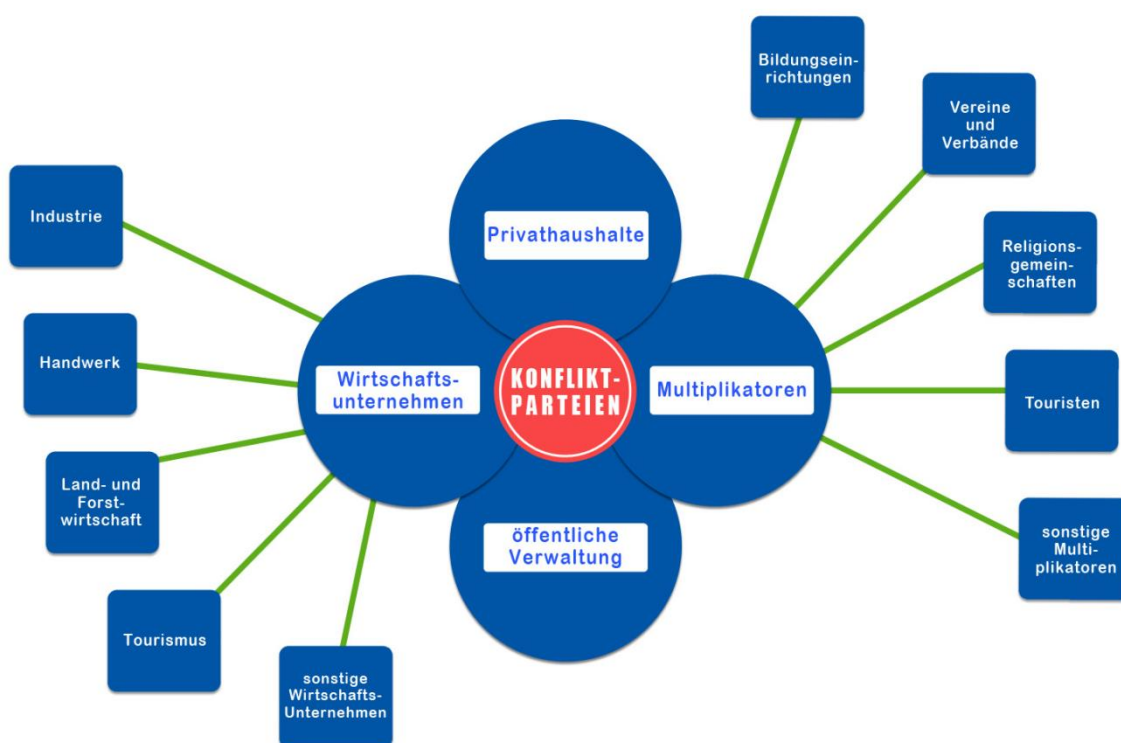 Bildungsein-
richtungen
Vereine
und
Verbände
Industrie
Privathaushalte
Religions-
gemein-
schaften
Handwerk
Wirtschafts-
unternehmen
KONFLIKT-
PARTEIEN
Multiplikatoren
Touristen
Land- und
Forst-
wirtschaft
öffentliche
Verwaltung
sonstige
Multi-
plikatoren
Tourismus
sonstige
Wirtschafts-
Unternehmen